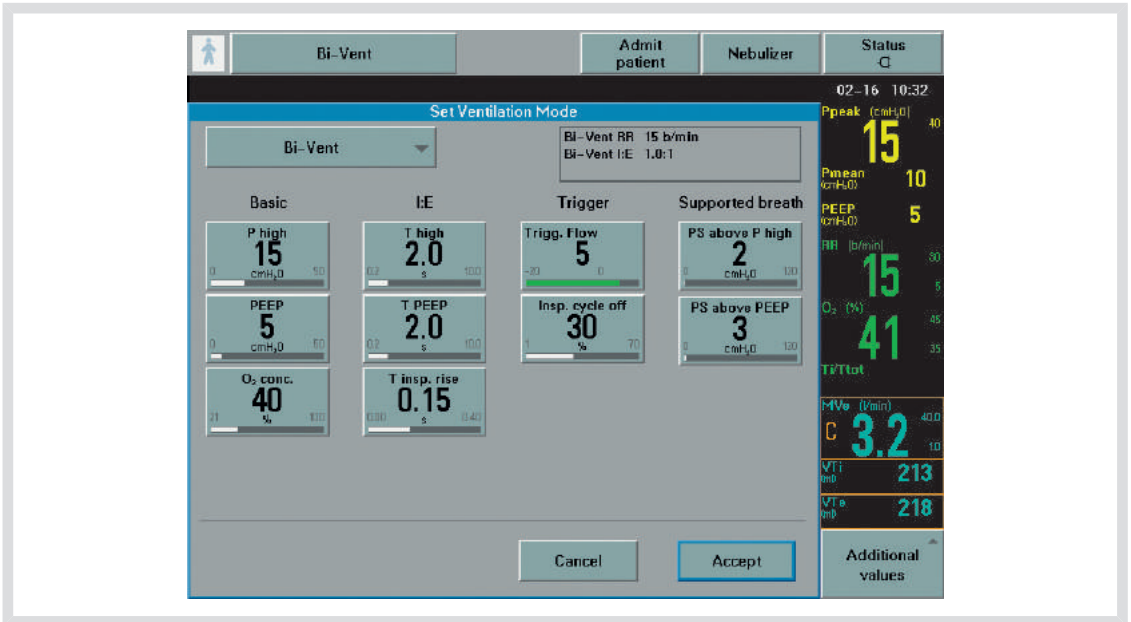 Bi-Vent
Admit
patient
Nebulizer
Status
02-16 10:32
Set Ventilation Mode
Bi-Vent
Bi-Vent RR 15 b/min
Bi-Vent I:E 1.0:1
Basic
I:E
Trigger
Supported breath
P high
15
0 cmH₂O 50
T high
2.0
0.2 s 10.0
Trigg. Flow
5
-20 0
PS above P high
2
0 cmH₂O 120
PEEP
5
0 cmH₂O 50
T PEEP
2.0
0.2 s 10.0
Insp. cycle off
30
1 % 70
PS above PEEP
3
0 cmH₂O 120
O₂ conc.
40
21 % 100
T insp. rise
0.15
0.00 s 0.40
Cancel
Accept
Ppeak (cmH₂O)
40
15
Pmean
(cmH₂O)
10
PEEP
(cmH₂O)
5
RR (b/min)
30
15
5
O₂ (%)
45
41
35
Ti/Ttot
MVe (l/min)
40.0
C 3.2
1.0
VTi
(ml)
213
VTe
(ml)
218
Additional
values